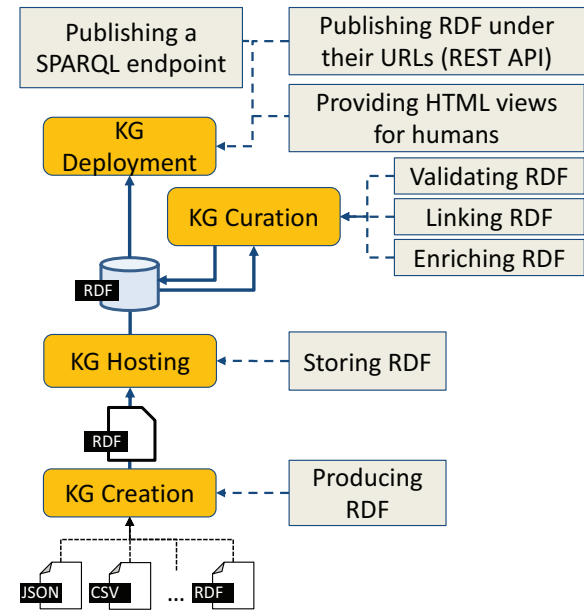 Publishing a
SPARQL endpoint
Publishing RDF under
their URLs (REST API)
Providing HTML views
for humans
KG
Deployment
KG Curation
Validating RDF
Linking RDF
Enriching RDF
RDF
KG Hosting
Storing RDF
RDF
KG Creation
Producing
RDF
JSON
CSV
...
RDF